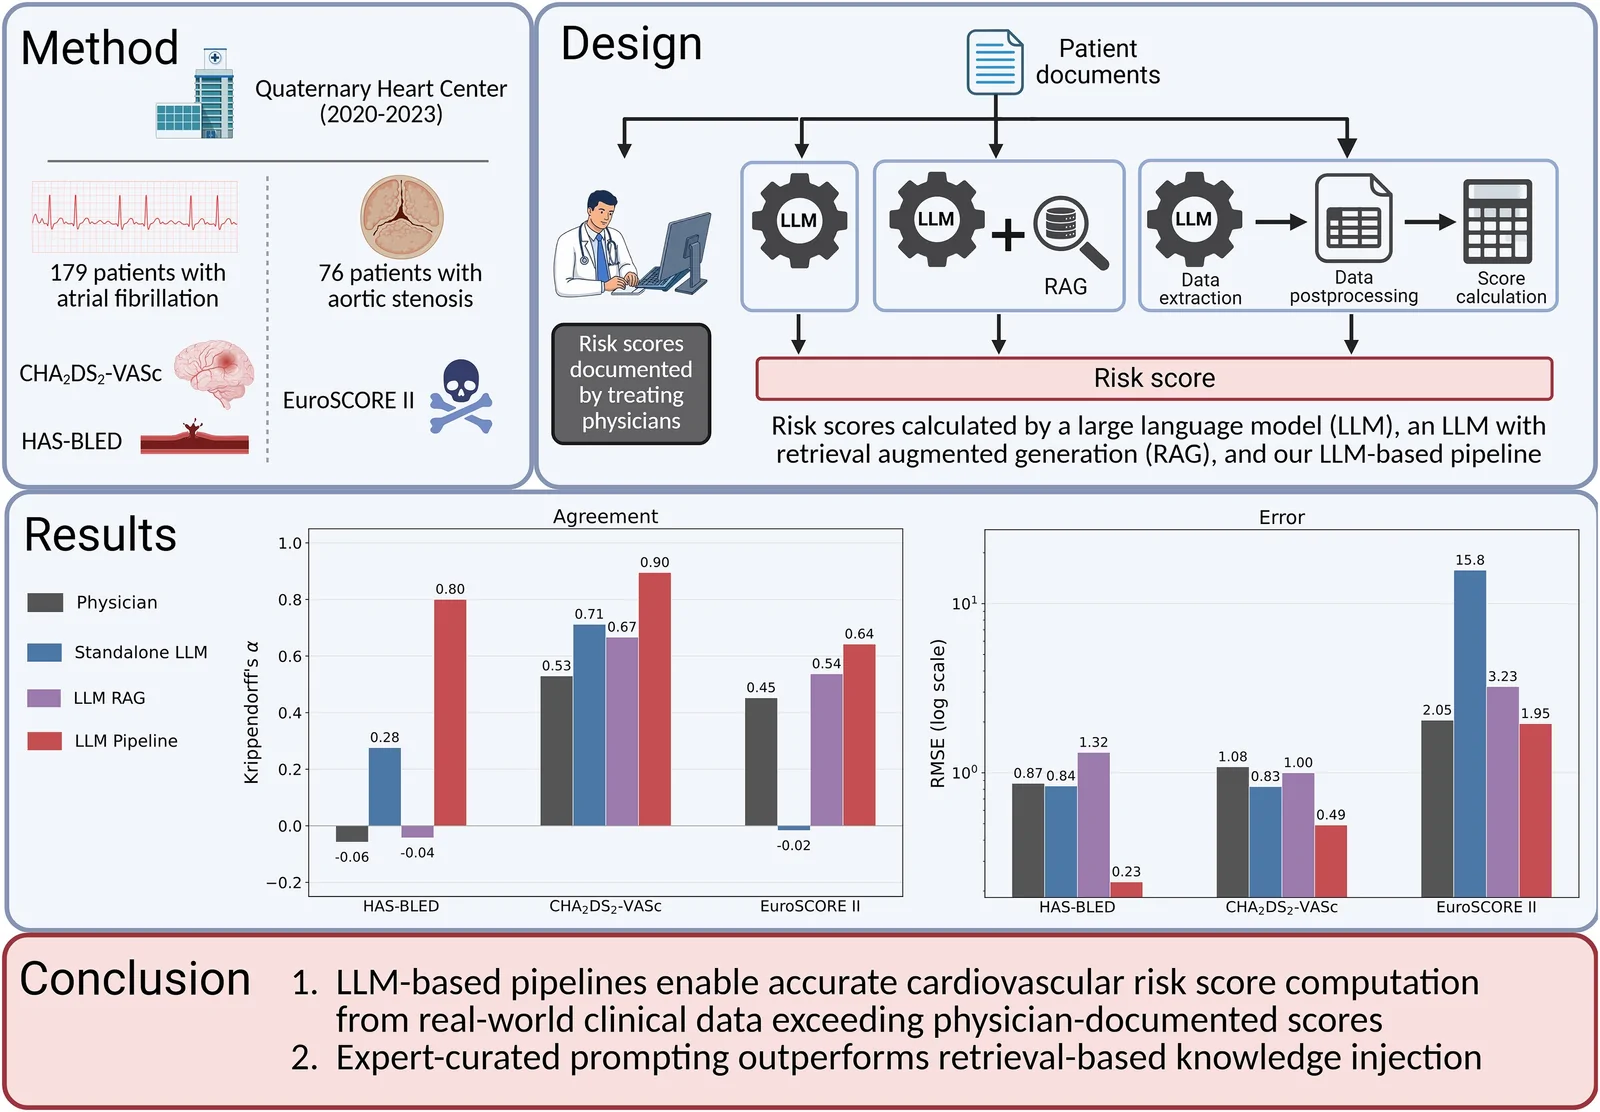 Method
Quaternary Heart Center
(2020-2023)
179 patients with
atrial fibrillation
76 patients with
aortic stenosis
CHA₂DS₂-VASc
HAS-BLED
EuroSCORE II
Design
Patient
documents
LLM
LLM
+
RAG
LLM
Data
extraction
Data
postprocessing
Score
calculation
Risk scores
documented
by treating
physicians
Risk score
Risk scores calculated by a large language model (LLM), an LLM with
retrieval augmented generation (RAG), and our LLM-based pipeline
Results
Physician
Standalone LLM
LLM RAG
LLM Pipeline
Agreement
Krippendorff's α
1.0
0.8
0.6
0.4
0.2
0.0
−0.2
-0.06
0.28
-0.04
0.80
0.53
0.71
0.67
0.90
0.45
-0.02
0.54
0.64
HAS-BLED
CHA₂DS₂-VASc
EuroSCORE II
Error
RMSE (log scale)
10¹
10⁰
0.87
0.84
1.32
0.23
1.08
0.83
1.00
0.49
2.05
15.8
3.23
1.95
HAS-BLED
CHA₂DS₂-VASc
EuroSCORE II
Conclusion
1. LLM-based pipelines enable accurate cardiovascular risk score computation
from real-world clinical data exceeding physician-documented scores
2. Expert-curated prompting outperforms retrieval-based knowledge injection